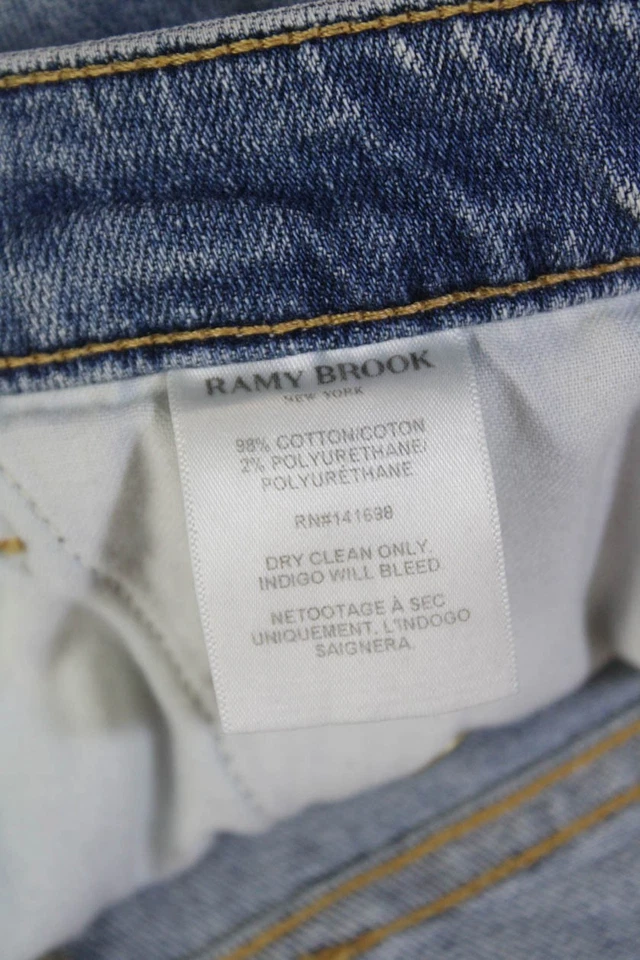 RAMY BROOK
NEW YORK
98% COTTON/COTON
2% POLYURETHANE/
POLYURÉTHANE
RN#141698
DRY CLEAN ONLY.
INDIGO WILL BLEED
NETOOTAGE À SEC
UNIQUEMENT. L'INDOGO
SAIGNERA.